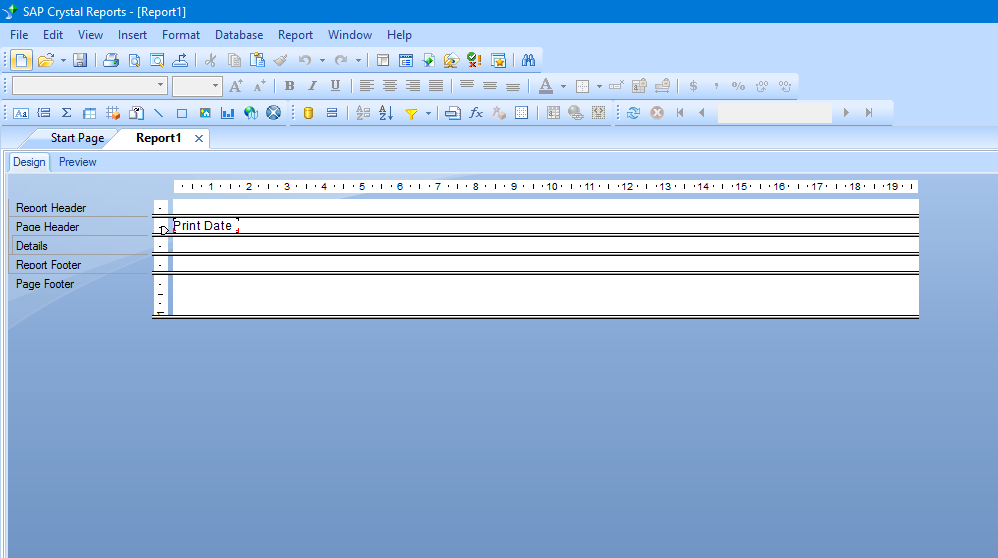 SAP Crystal Reports - [Report1]
File Edit View Insert Format Database Report Window Help
B I U A $ , %
Aa Σ fx
Start Page Report1 ×
Design Preview
1 2 3 4 5 6 7 8 9 10 11 12 13 14 15 16 17 18 19
Report Header
Page Header Print Date
Details
Report Footer
Page Footer